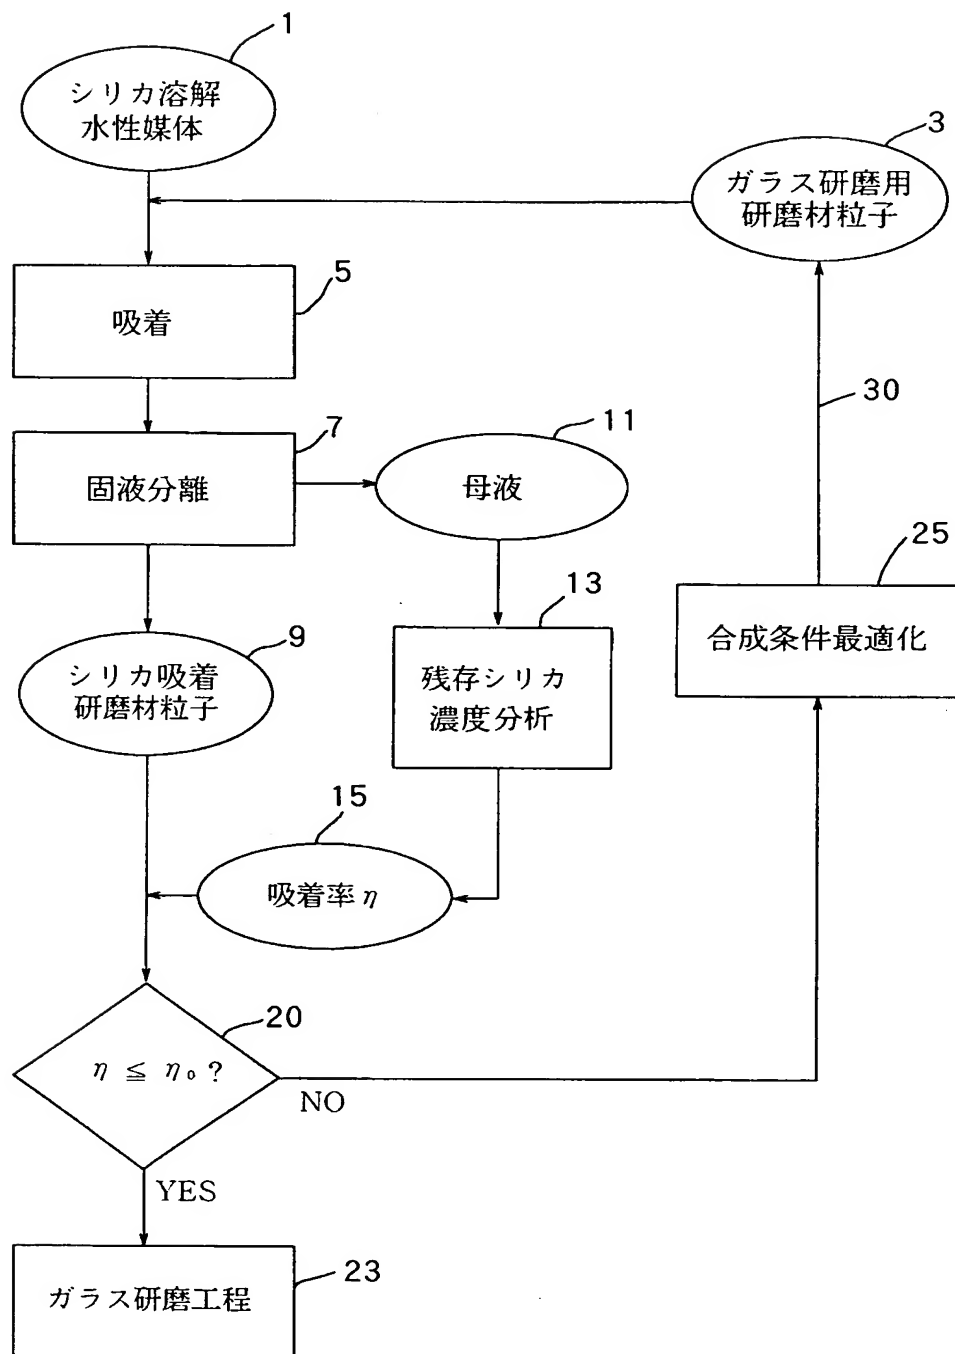 1
シリカ溶解
水性媒体
3
ガラス研磨用
研磨材粒子
5
吸着
30
7
固液分離
11
母液
25
合成条件最適化
13
残存シリカ
濃度分析
9
シリカ吸着
研磨材粒子
15
吸着率 η
20
η ≦ η₀ ?
NO
YES
23
ガラス研磨工程